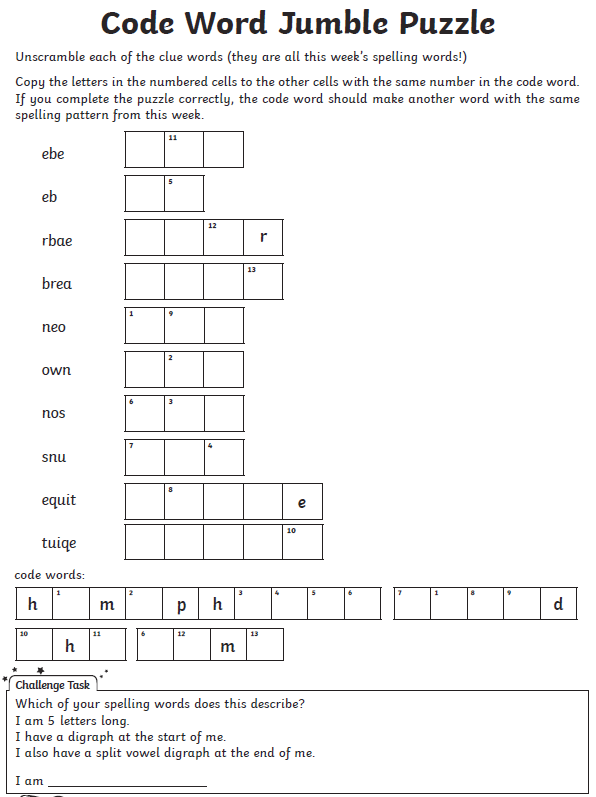 Code Word Jumble Puzzle
Unscramble each of the clue words (they are all this week's spelling words!)
Copy the letters in the numbered cells to the other cells with the same number in the code word.
If you complete the puzzle correctly, the code word should make another word with the same
spelling pattern from this week.
ebe 11
eb 5
rbae 12 r
brea 13
neo 1 9
own 2
nos 6 3
snu 7 4
equit 8 e
tuiqe 10
code words:
h 1 m 2 p h 3 4 5 6 7 1 8 9 d
10 h 11 6 12 m 13
Challenge Task
Which of your spelling words does this describe?
I am 5 letters long.
I have a digraph at the start of me.
I also have a split vowel digraph at the end of me.
I am